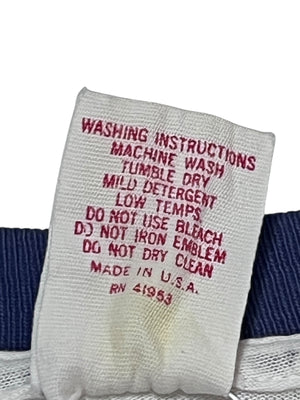 WASHING INSTRUCTIONS
MACHINE WASH
TUMBLE DRY
MILD DETERGENT
LOW TEMPS.
DO NOT USE BLEACH
DO NOT IRON EMBLEM
DO NOT DRY CLEAN
MADE IN U.S.A.
RN 41953